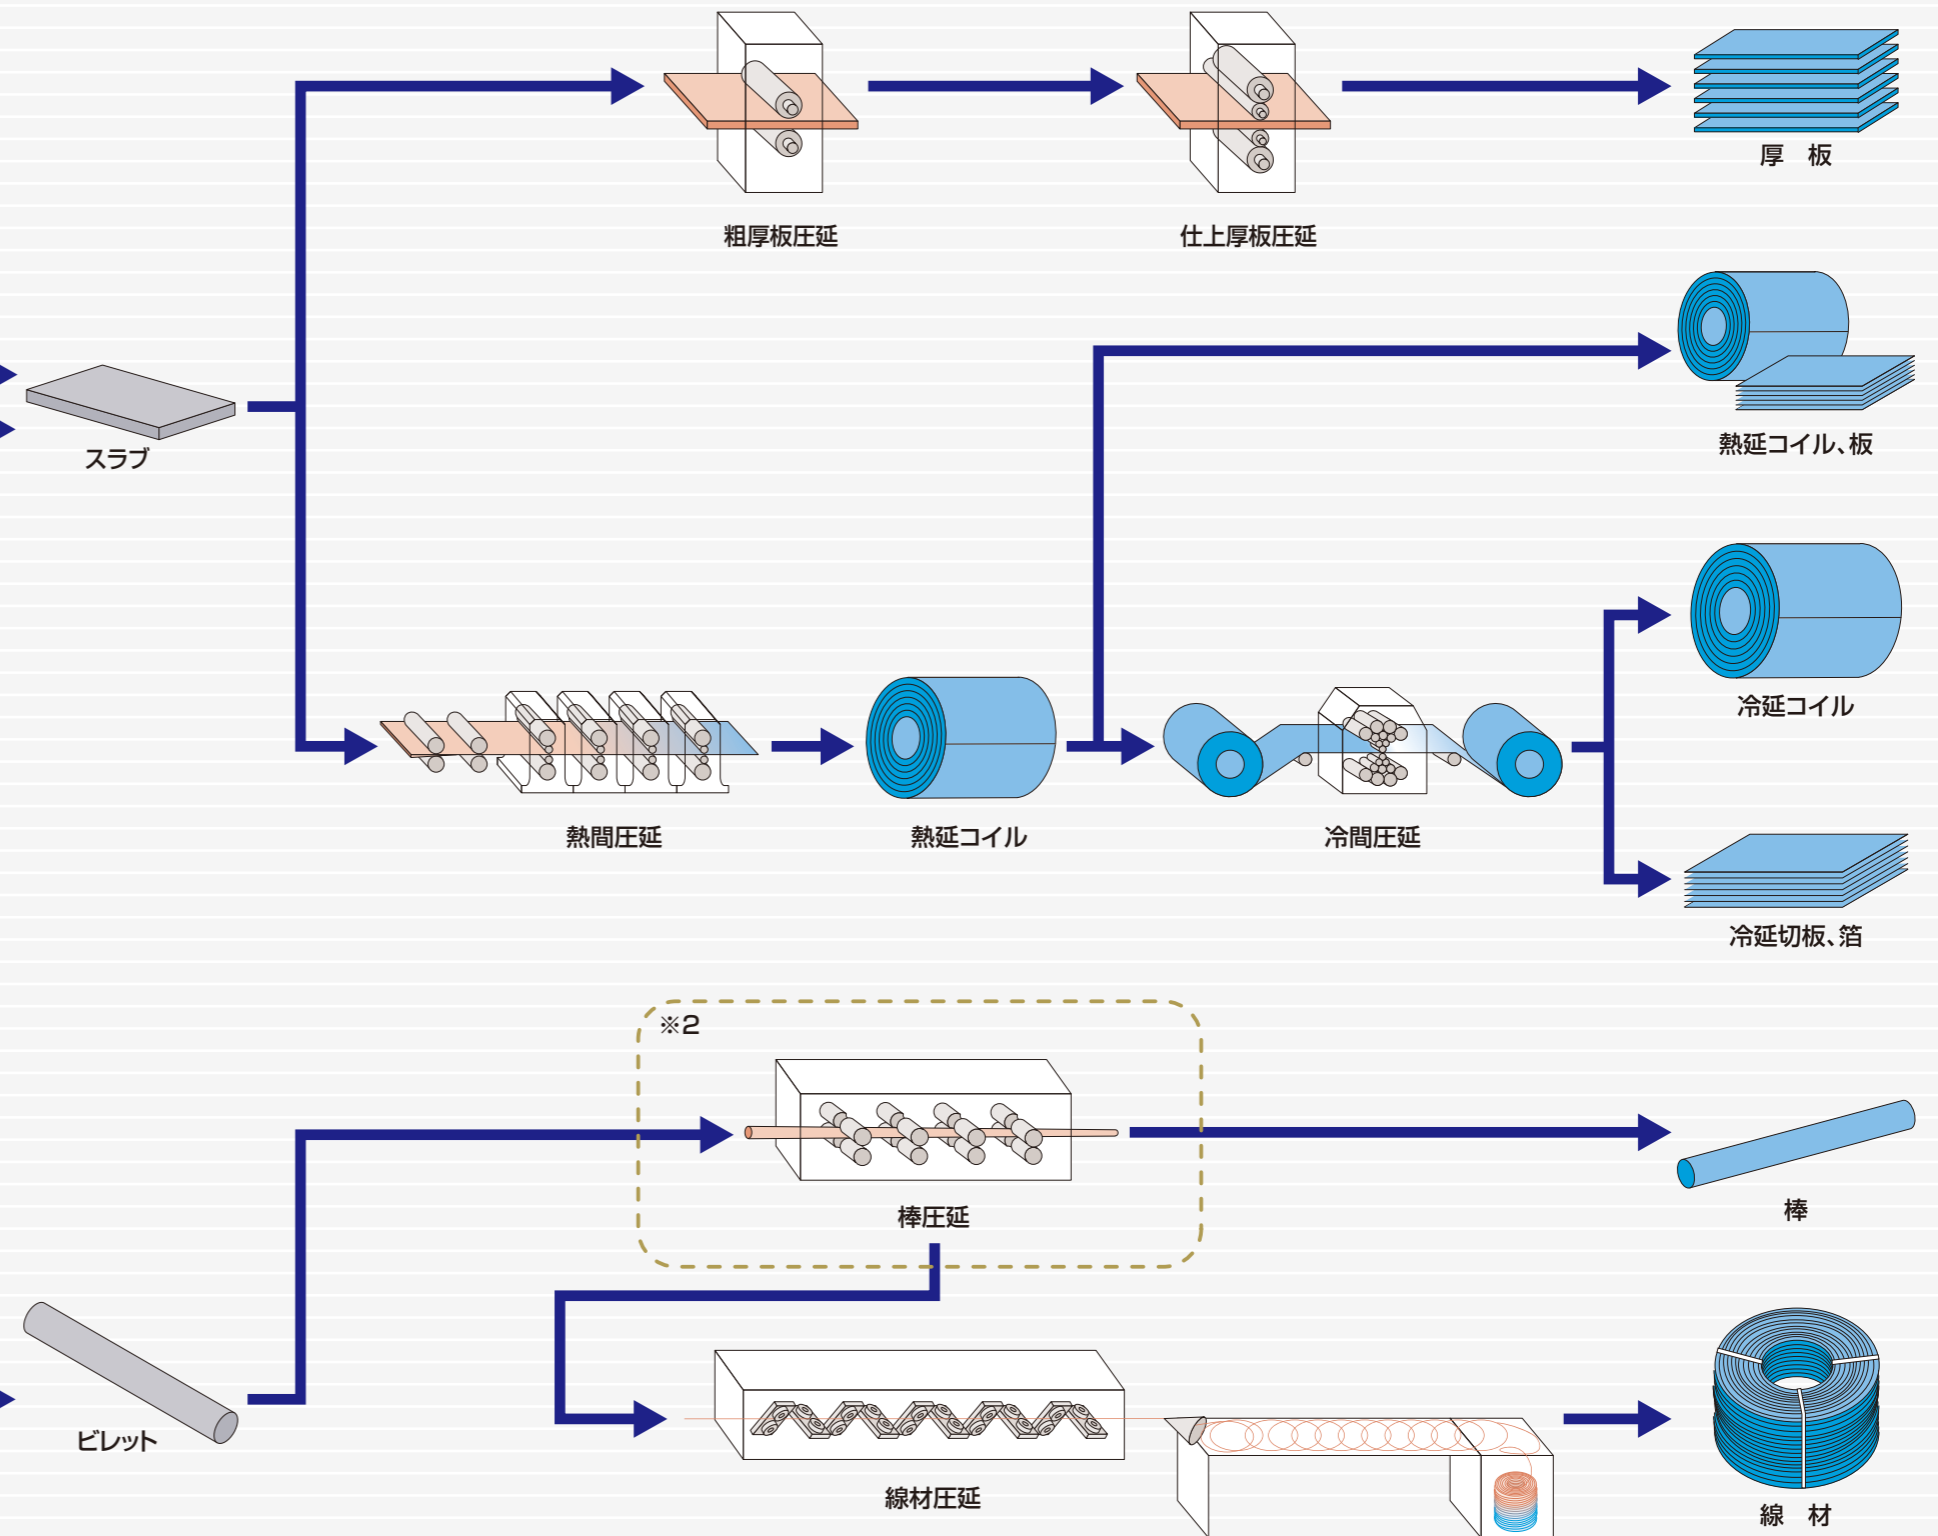 厚 板
粗厚板圧延
仕上厚板圧延
熱延コイル、板
スラブ
冷延コイル
熱間圧延
熱延コイル
冷間圧延
冷延切板、箔
※2
棒圧延
棒
ビレット
線材圧延
線 材